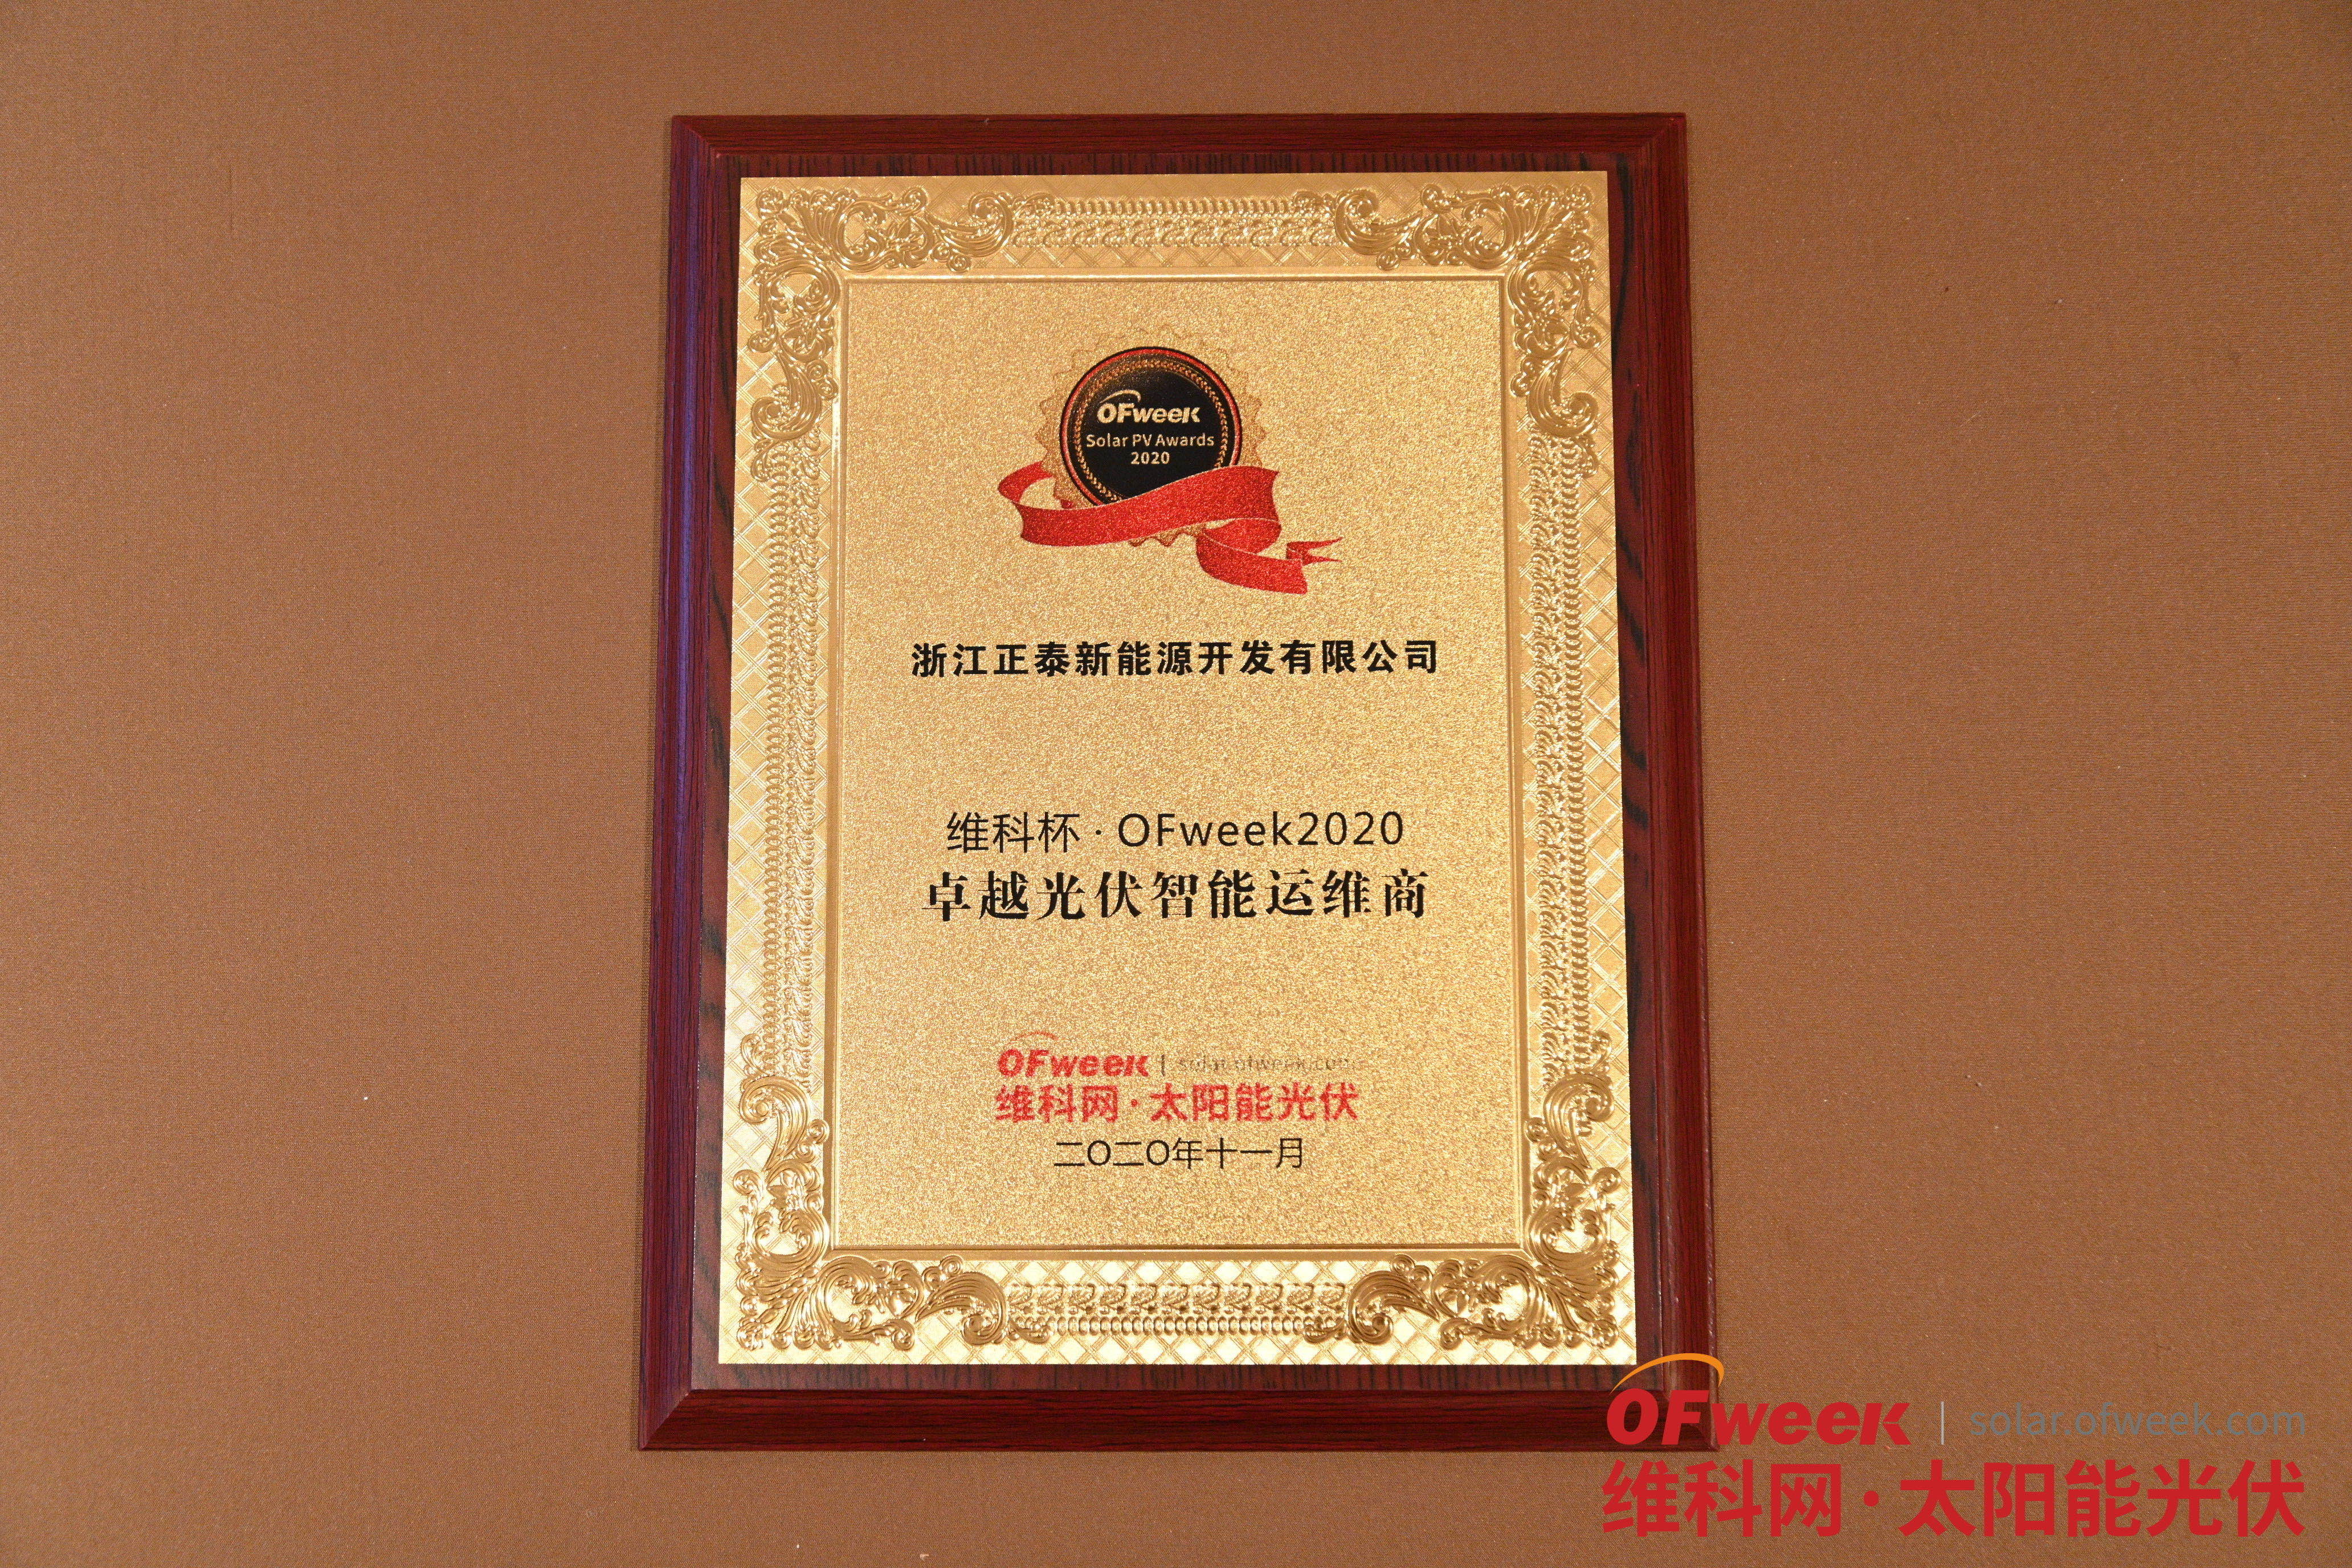 OFweek
Solar PV Awards
2020
浙江正泰新能源开发有限公司
维科杯·OFweek2020
卓越光伏智能运维商
OFweek | solar.ofweek.com
维科网·太阳能光伏
二〇二〇年十一月
OFweek | solar.ofweek.com
维科网·太阳能光伏